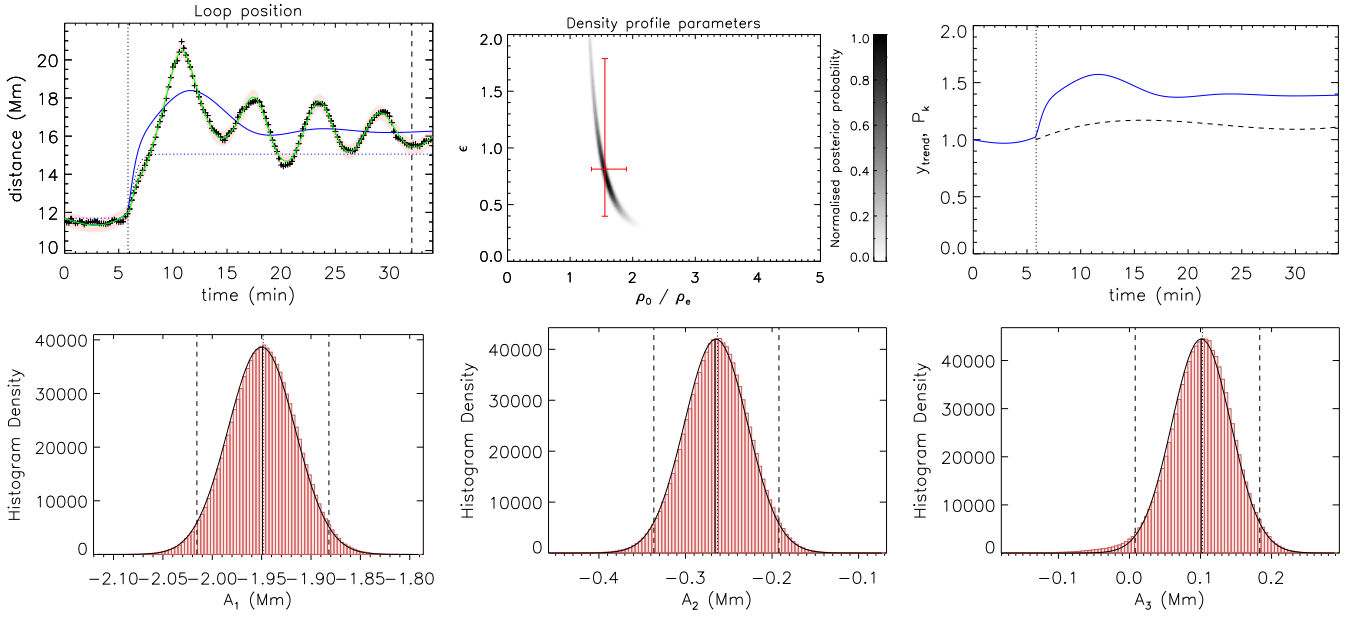 Loop position
distance (Mm)
20
18
16
14
12
10
0 5 10 15 20 25 30
time (min)
Density profile parameters
ϵ
2.0
1.5
1.0
0.5
0.0
0 1 2 3 4 5
ρ₀ / ρₑ
Normalised posterior probability
1.0
0.8
0.6
0.4
0.2
0.0
y_trend, P_k
2.0
1.5
1.0
0.5
0.0
0 5 10 15 20 25 30
time (min)
Histogram Density
40000
30000
20000
10000
0
−2.10 −2.05 −2.00 −1.95 −1.90 −1.85 −1.80
A₁ (Mm)
Histogram Density
40000
30000
20000
10000
0
−0.4 −0.3 −0.2 −0.1
A₂ (Mm)
Histogram Density
40000
30000
20000
10000
0
−0.1 0.0 0.1 0.2
A₃ (Mm)